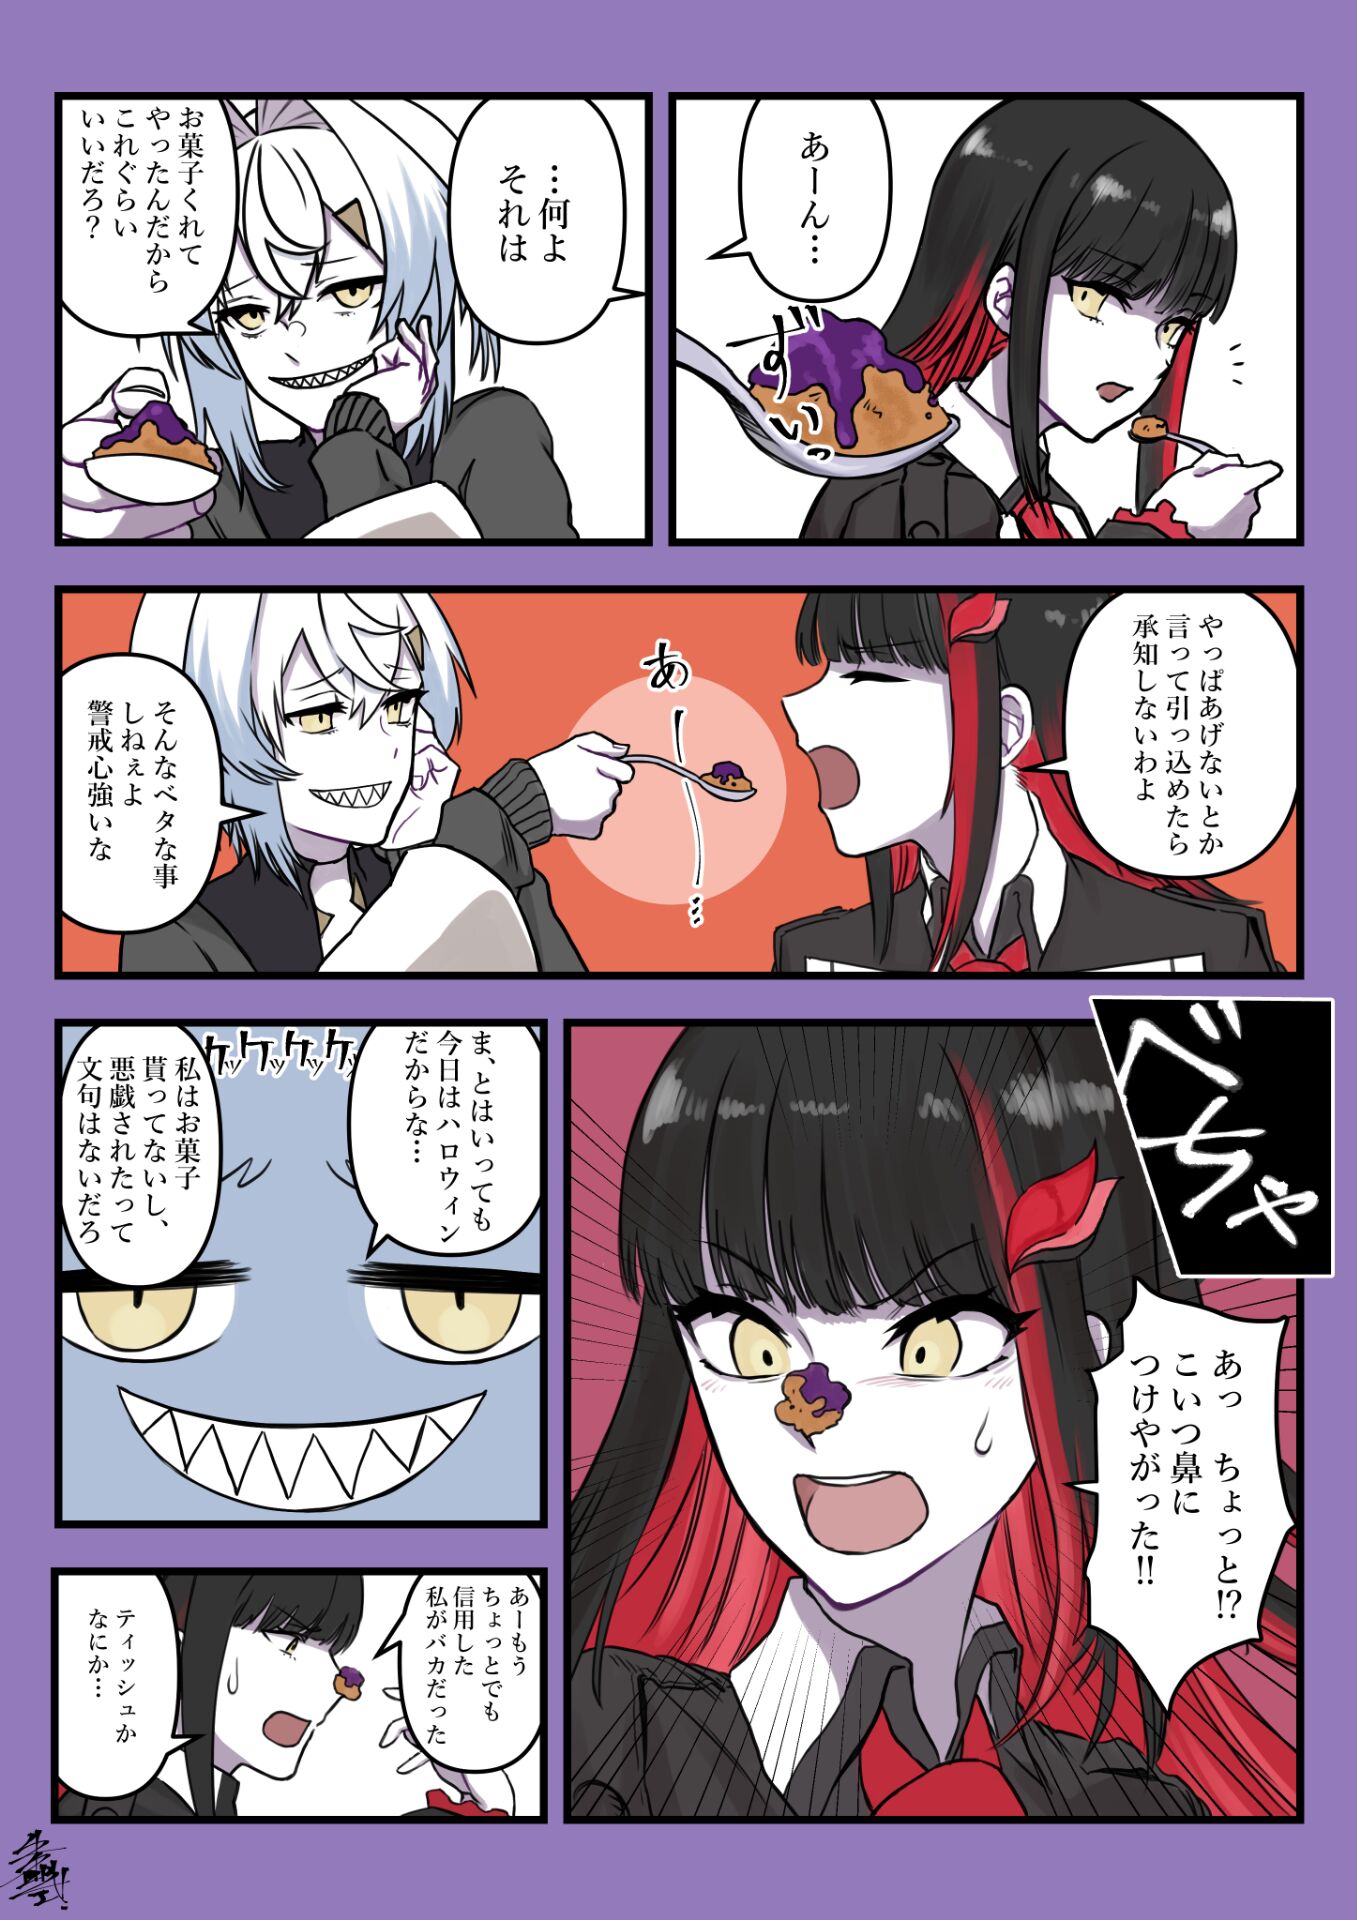 あーん…
ずいっ
…何よ
それは
お菓子くれて
やったんだから
これぐらい
いいだろ？
やっぱあげないとか
言って引っ込めたら
承知しないわよ
あー…
そんなベタな事
しねぇよ
警戒心強いな
べちゃ
あっ　ちょっと!?
こいつ鼻に
つけやがった!!
ま、とはいっても
今日はハロウィン
だからな…
ケッケッケッケッ
私はお菓子
貰ってないし、
悪戯されたって
文句はないだろ
あーもう
ちょっとでも
信用した
私がバカだった
ティッシュか
なにか…